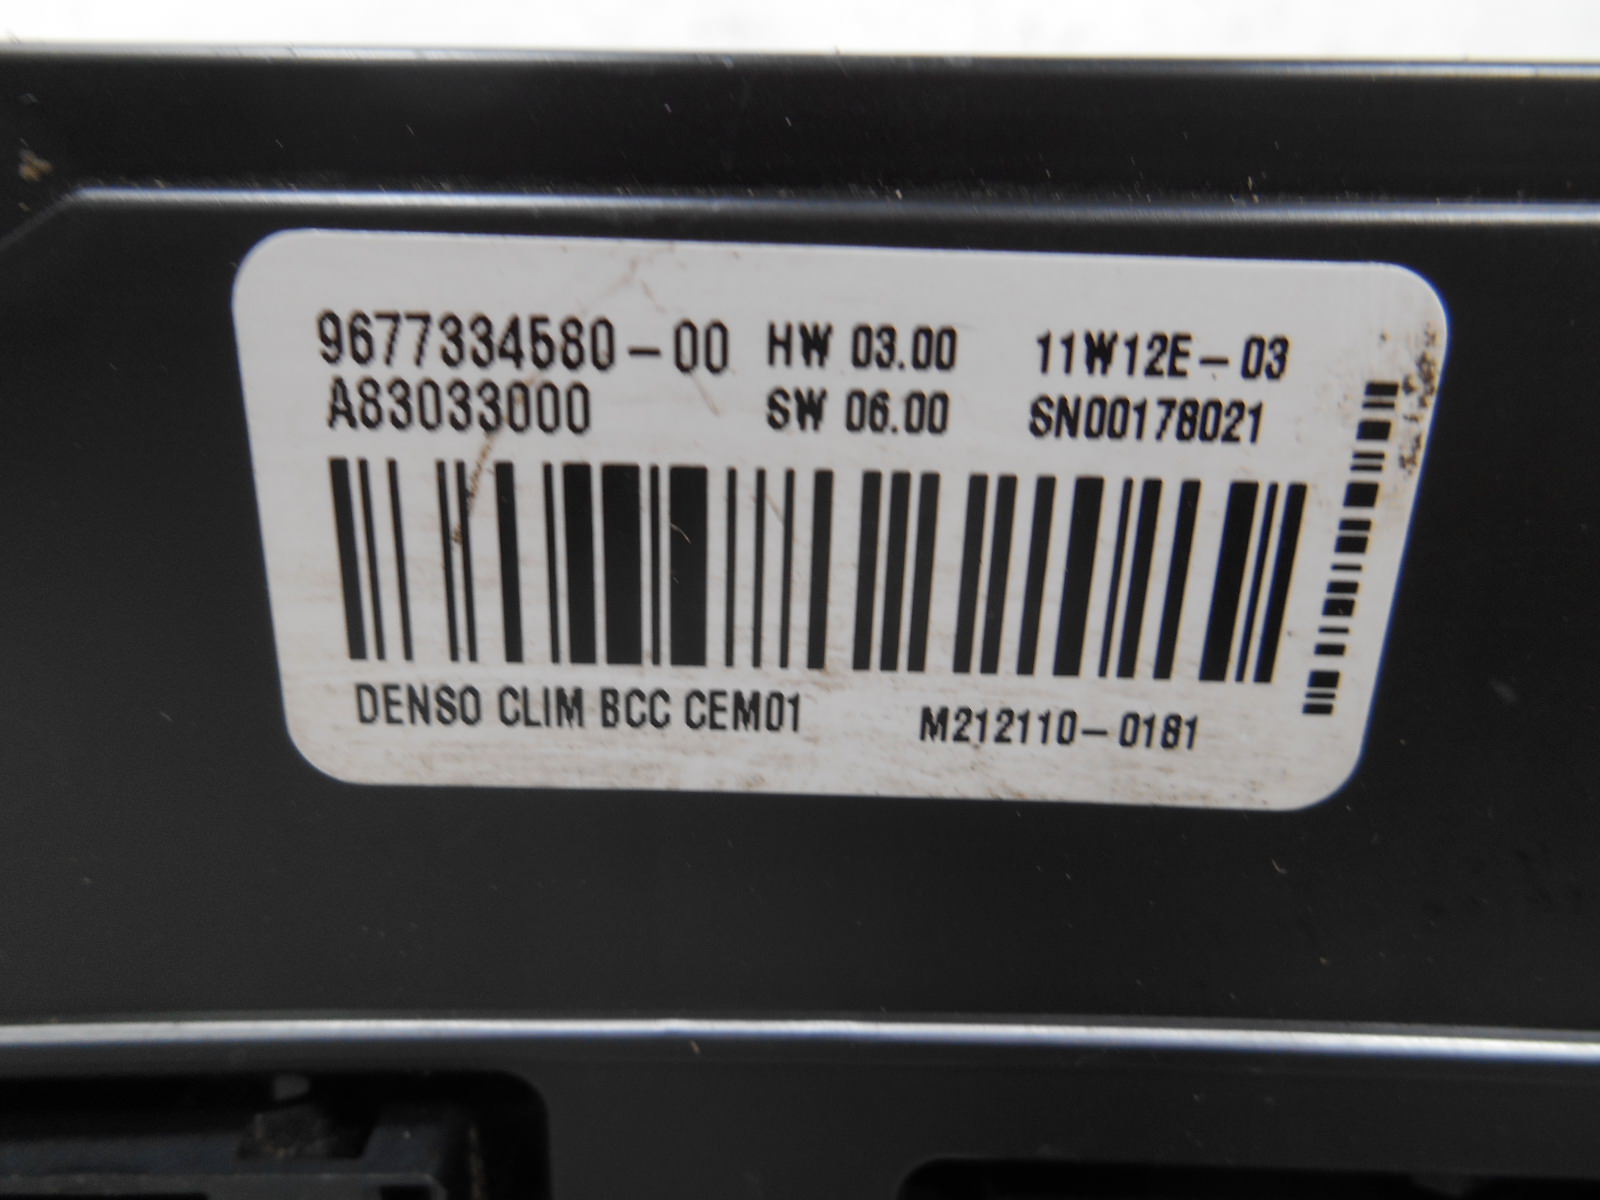 9677334580-00 HW 03.00 11W12E-03
A83033000 SW 06.00 SN00178021
DENSO CLIM BCC CEM01 M212110-0181